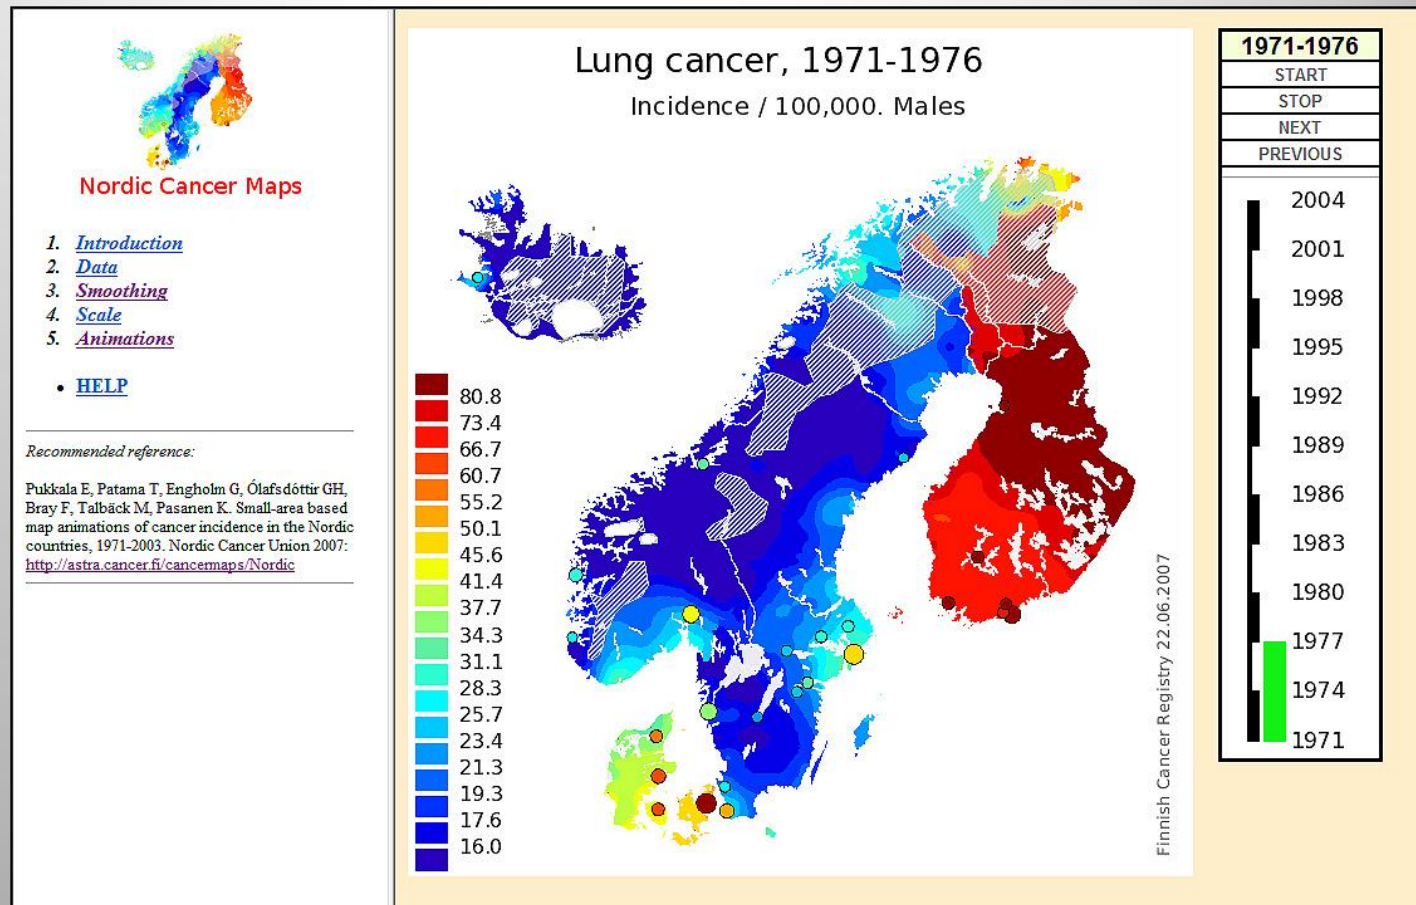 Nordic Cancer Maps
1. Introduction
2. Data
3. Smoothing
4. Scale
5. Animations
• HELP
Recommended reference:
Pukkala E, Patama T, Engholm G, Ólafsdóttir GH,
Bray F, Talbäck M, Pasanen K. Small-area based
map animations of cancer incidence in the Nordic
countries, 1971-2003. Nordic Cancer Union 2007:
http://astra.cancer.fi/cancermaps/Nordic
Lung cancer, 1971-1976
Incidence / 100,000. Males
80.8
73.4
66.7
60.7
55.2
50.1
45.6
41.4
37.7
34.3
31.1
28.3
25.7
23.4
21.3
19.3
17.6
16.0
Finnish Cancer Registry 22.06.2007
1971-1976
START
STOP
NEXT
PREVIOUS
2004
2001
1998
1995
1992
1989
1986
1983
1980
1977
1974
1971